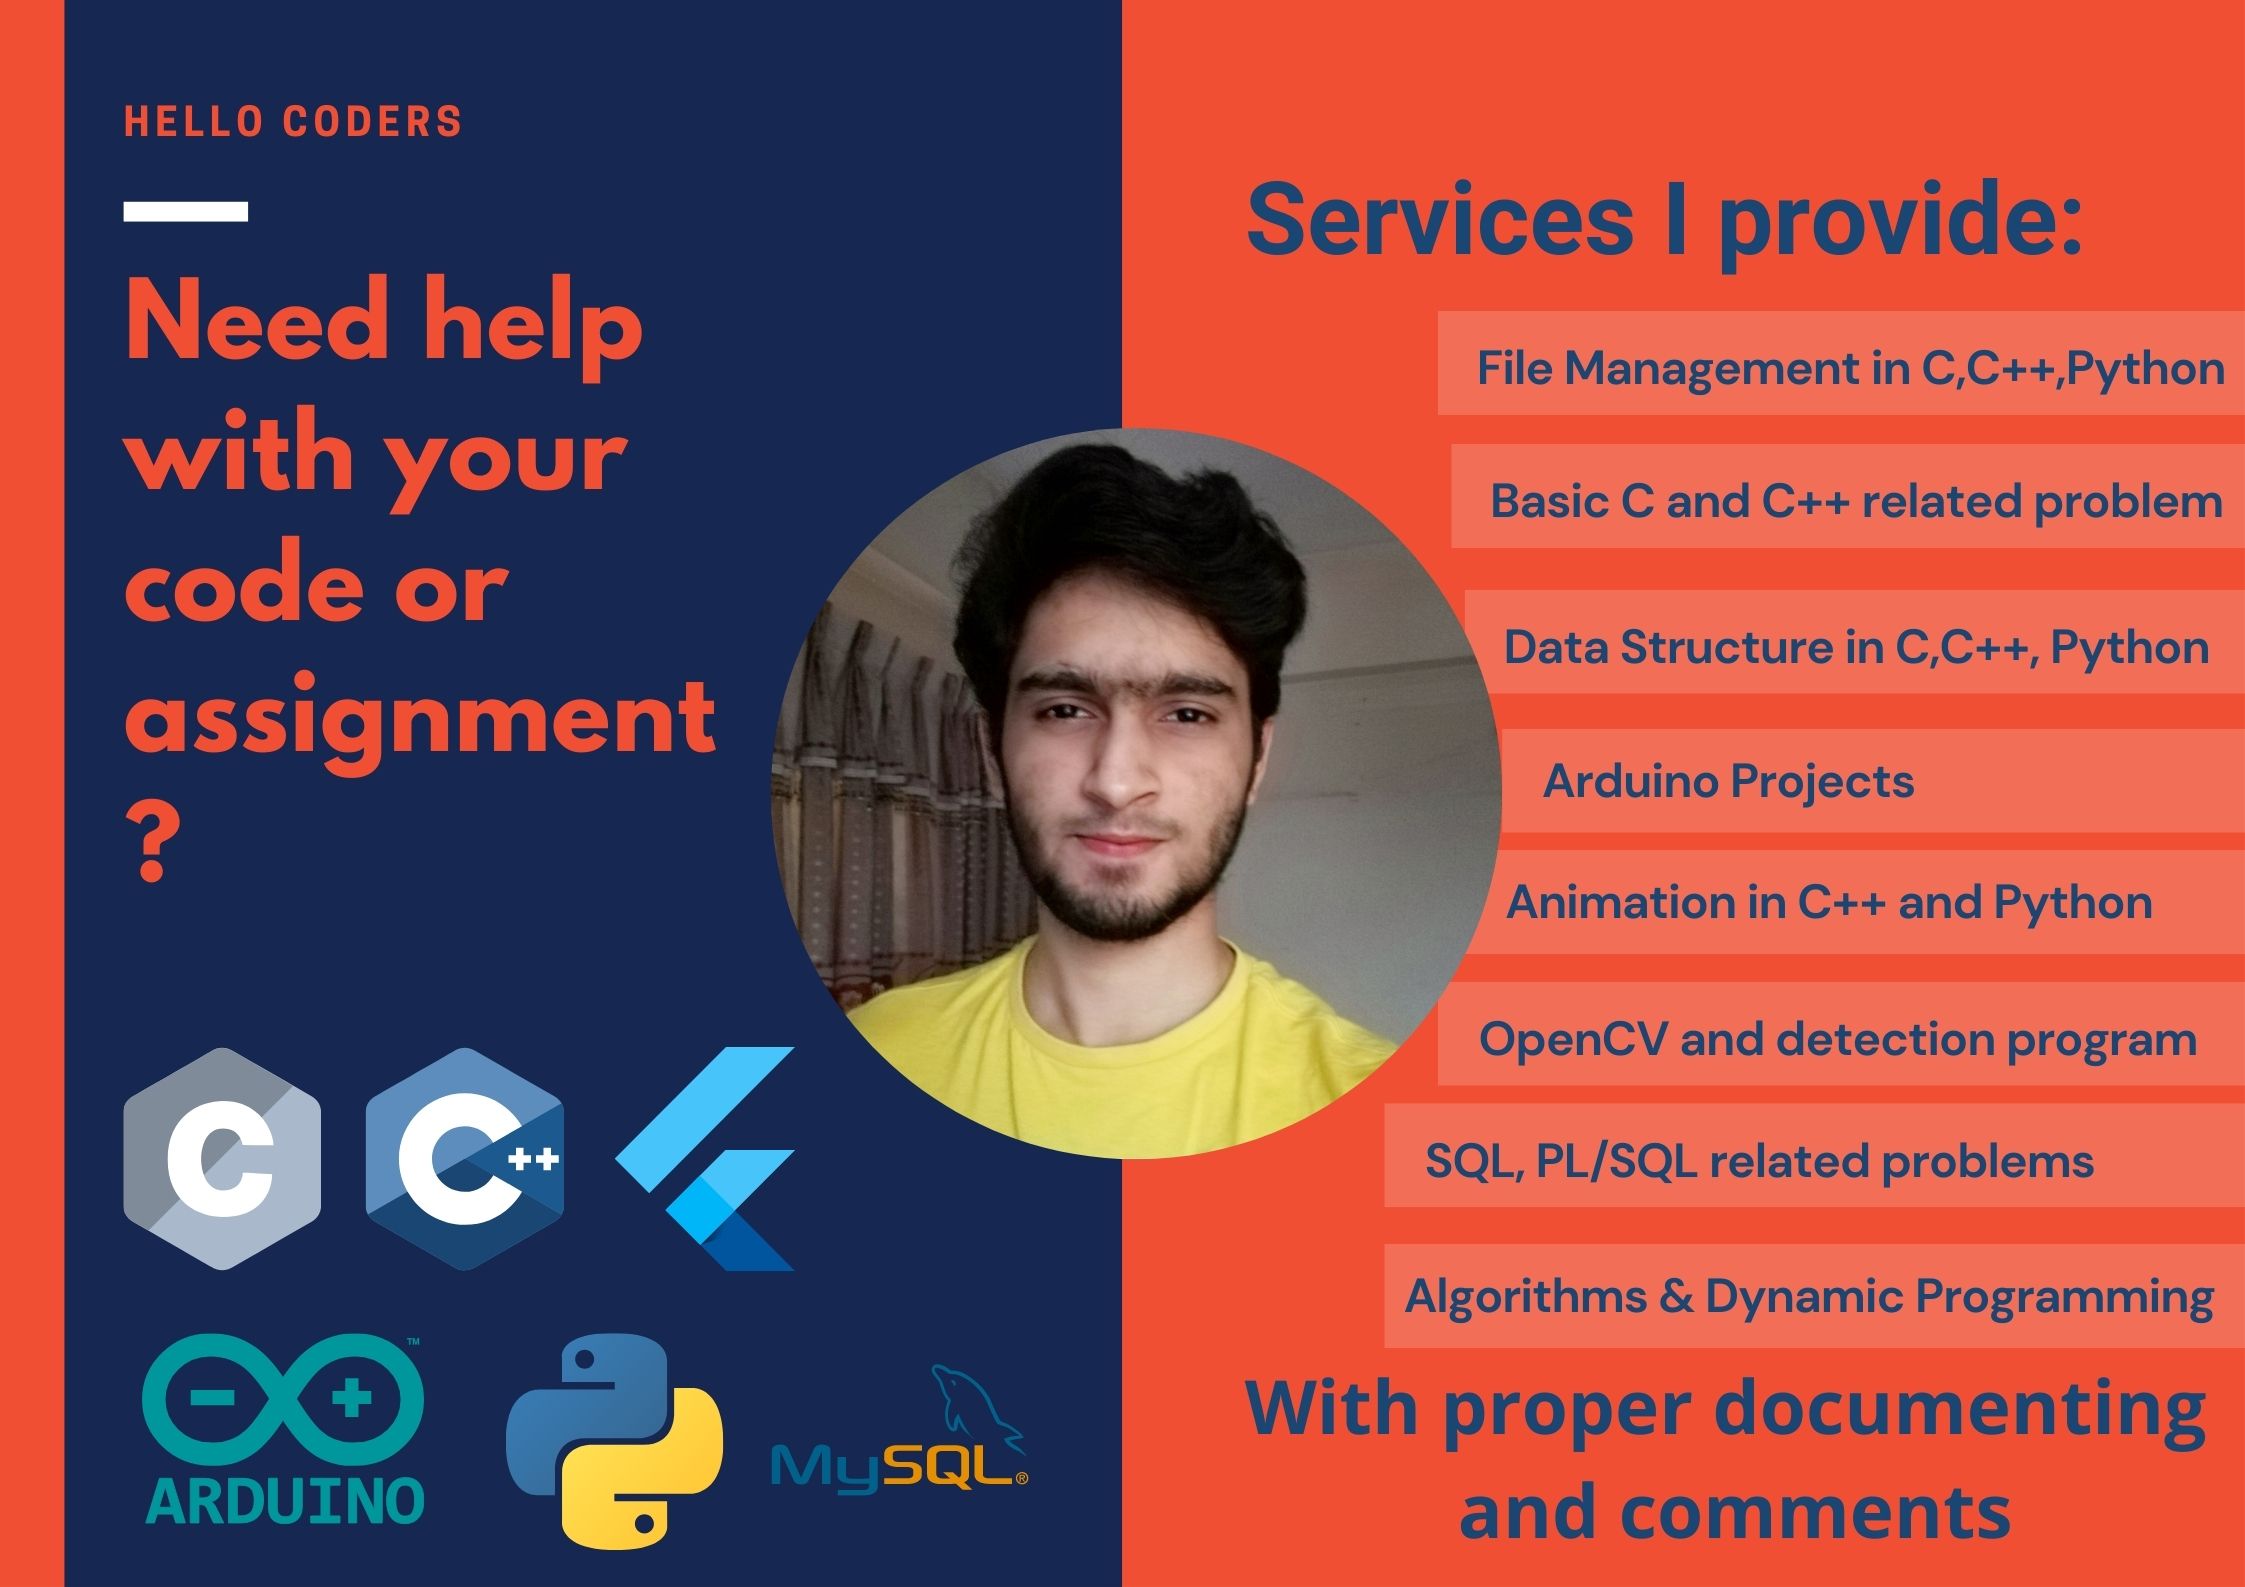 HELLO CODERS
Need help
with your
code or
assignment
?
C
C++
ARDUINO™
MySQL®
Services I provide:
File Management in C,C++,Python
Basic C and C++ related problem
Data Structure in C,C++, Python
Arduino Projects
Animation in C++ and Python
OpenCV and detection program
SQL, PL/SQL related problems
Algorithms & Dynamic Programming
With proper documenting
and comments